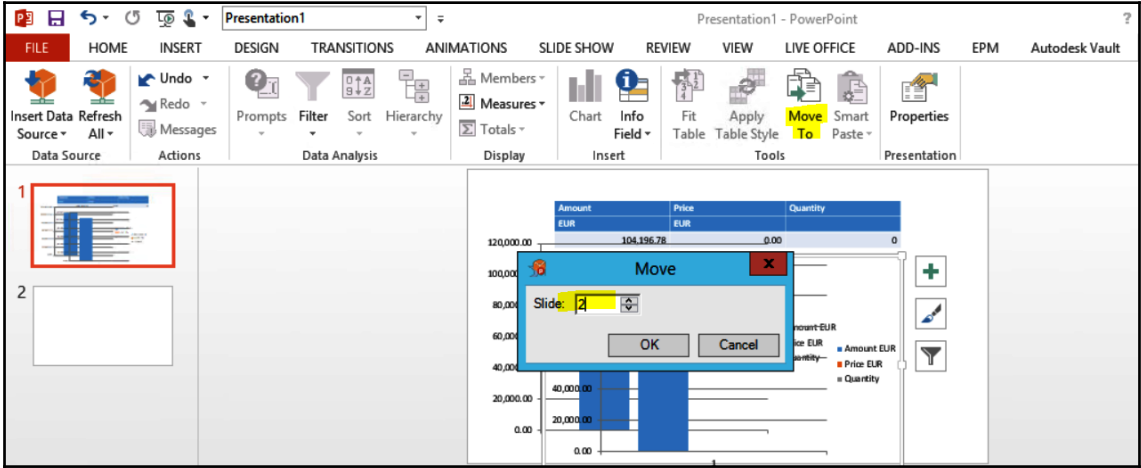 Presentation1
Presentation1 - PowerPoint
?
FILE HOME INSERT DESIGN TRANSITIONS ANIMATIONS SLIDE SHOW REVIEW VIEW LIVE OFFICE ADD-INS EPM Autodesk Vault
Insert Data Source
Refresh All
Undo
Redo
Messages
Prompts
Filter
Sort
Hierarchy
Members
Measures
Totals
Chart
Info Field
Fit Table
Apply Table Style
Move To
Smart Paste
Properties
Data Source Actions Data Analysis Display Insert Tools Presentation
1
2
Amount Price Quantity
EUR EUR
104,196.78 0.00 0
120,000.00
100,000
80,000
60,000
40,000
20,000.00
0.00
40,000.00
20,000.00
0.00
1
Move
x
Slide: 2
OK Cancel
Amount EUR
Price EUR
Quantity